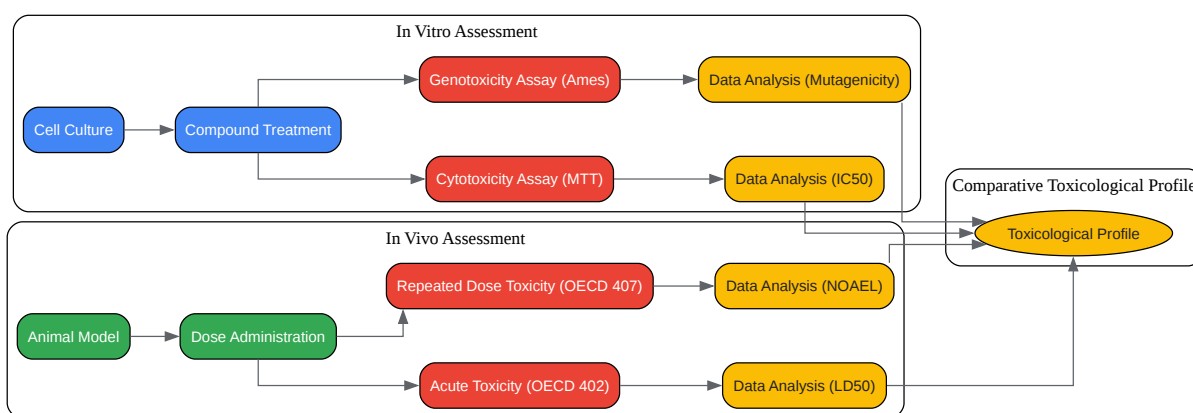 In Vitro Assessment
Genotoxicity Assay (Ames)
Data Analysis (Mutagenicity)
Cell Culture
Compound Treatment
Cytotoxicity Assay (MTT)
Data Analysis (IC50)
Comparative Toxicological Profile
Toxicological Profile
In Vivo Assessment
Repeated Dose Toxicity (OECD 407)
Data Analysis (NOAEL)
Animal Model
Dose Administration
Acute Toxicity (OECD 402)
Data Analysis (LD50)